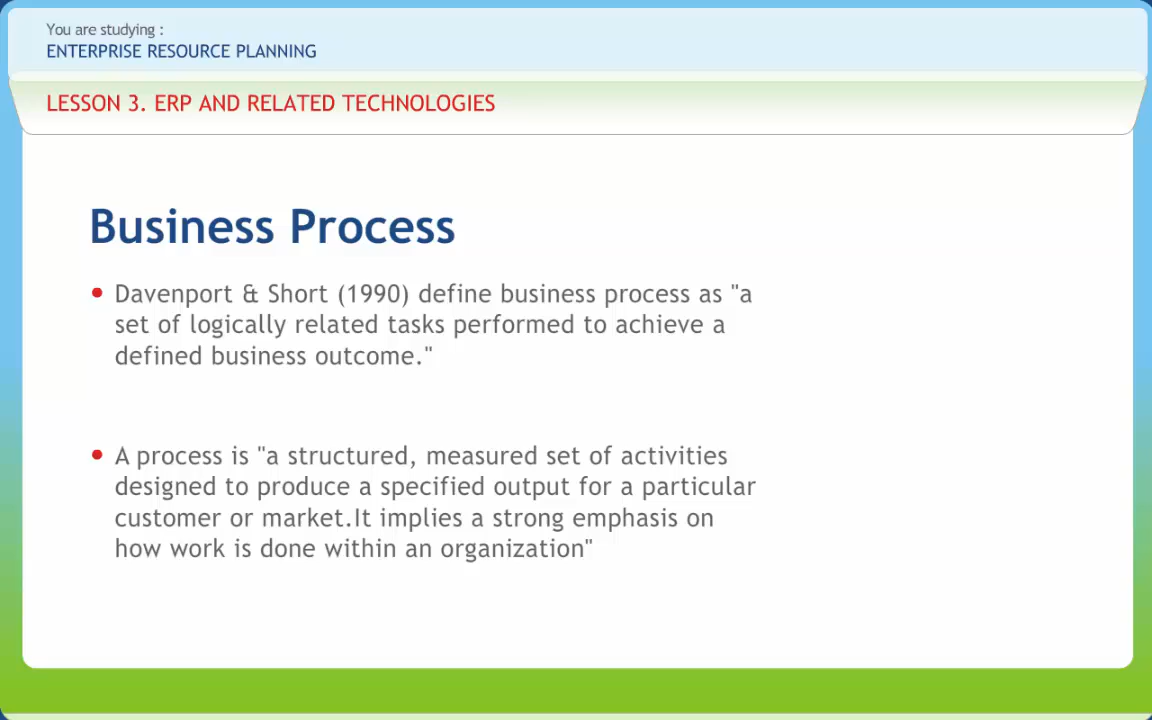 You are studying :
ENTERPRISE RESOURCE PLANNING
LESSON 3. ERP AND RELATED TECHNOLOGIES
Business Process
• Davenport & Short (1990) define business process as "a
set of logically related tasks performed to achieve a
defined business outcome."
• A process is "a structured, measured set of activities
designed to produce a specified output for a particular
customer or market.It implies a strong emphasis on
how work is done within an organization"